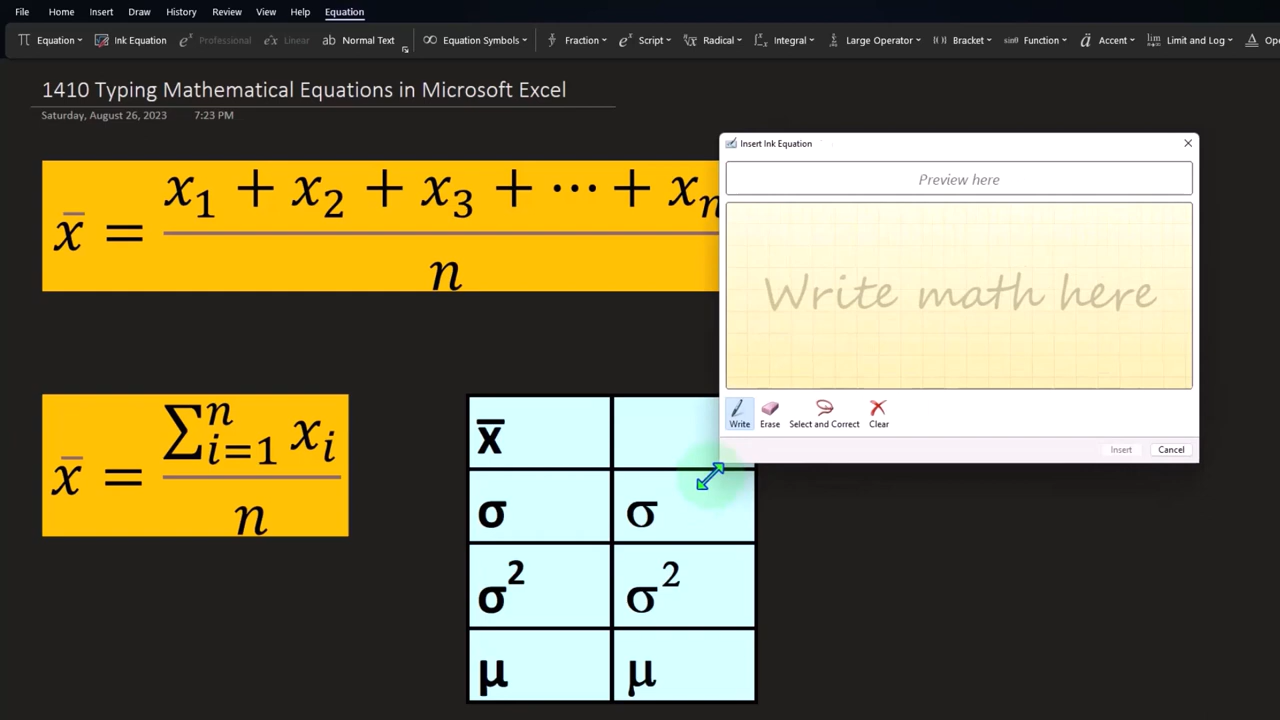 File Home Insert Draw History Review View Help Equation
π Equation Ink Equation Professional Linear ab Normal Text ∞ Equation Symbols Fraction Script Radical Integral Large Operator Bracket Function Accent Limit and Log
1410 Typing Mathematical Equations in Microsoft Excel
Saturday, August 26, 2023 7:23 PM
Insert Ink Equation
Preview here
x̄ = (x₁ + x₂ + x₃ + ⋯ + xₙ) / n
Write math here
Write Erase Select and Correct Clear
Insert Cancel
x̄ = (∑ⁿᵢ₌₁ xᵢ) / n
x̄
σ σ
σ² σ²
μ μ